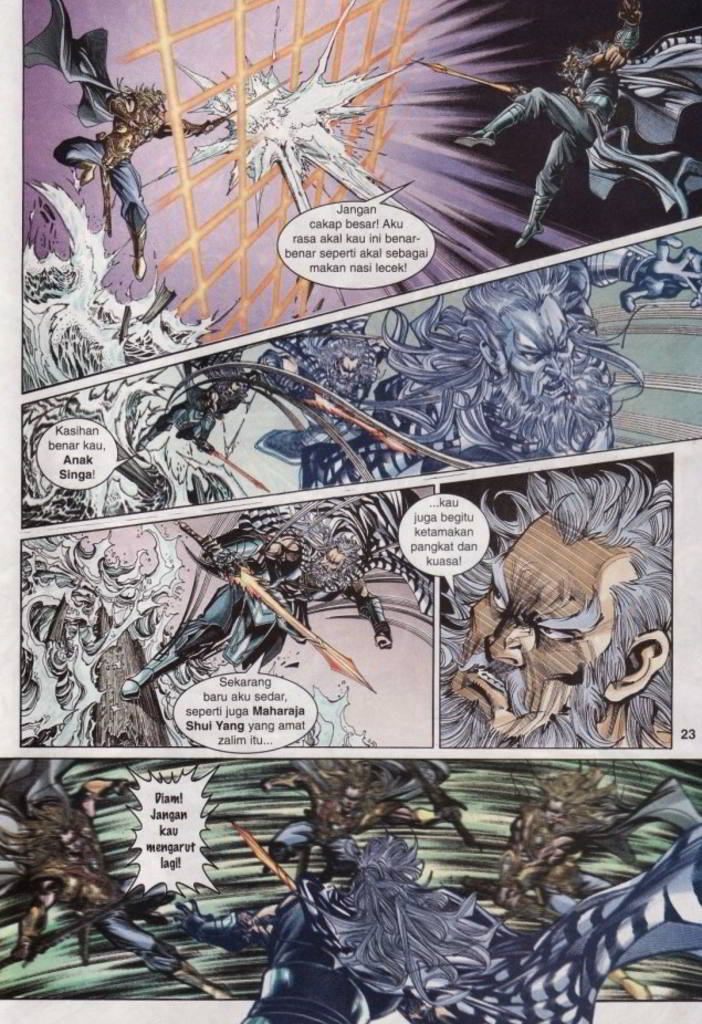 Jangan
cakap besar! Aku
rasa akal kau ini benar-
benar seperti akal sebagai
makan nasi lecek!
Kasihan
benar kau,
Anak
Singa!
Sekarang
baru aku sedar,
seperti juga Maharaja
Shui Yang yang amat
zalim itu...
...kau
juga begitu
ketamakan
pangkat dan
kuasa!
23
Diam!
Jangan
kau
mengarut
lagi!